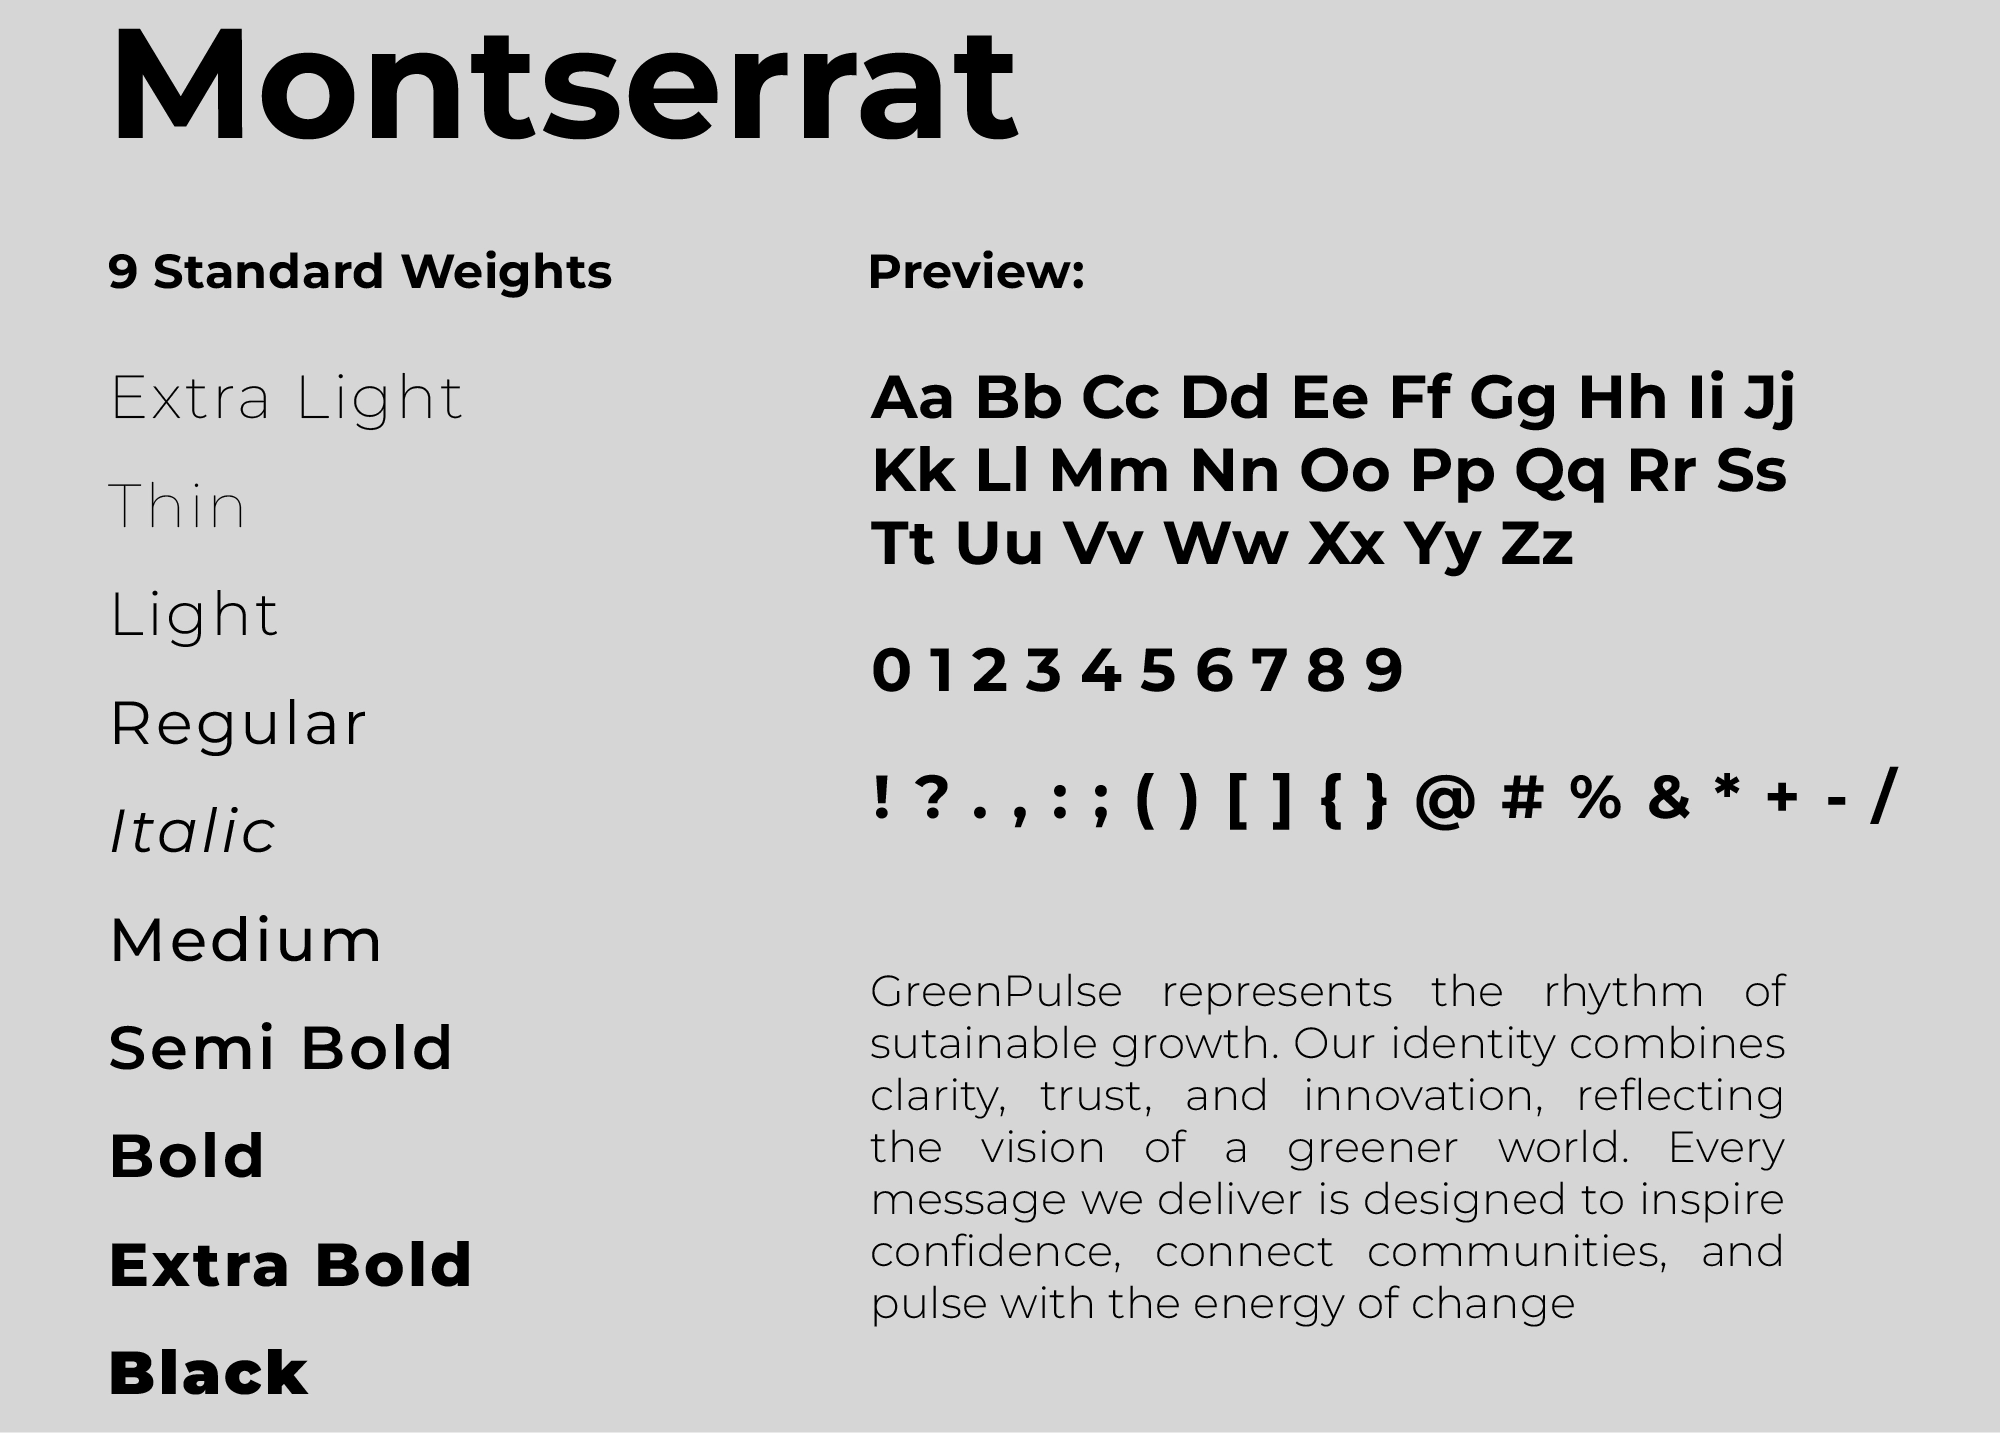 Montserrat
9 Standard Weights
Extra Light
Thin
Light
Regular
Italic
Medium
Semi Bold
Bold
Extra Bold
Black
Preview:
Aa Bb Cc Dd Ee Ff Gg Hh Ii Jj
Kk Ll Mm Nn Oo Pp Qq Rr Ss
Tt Uu Vv Ww Xx Yy Zz
0 1 2 3 4 5 6 7 8 9
! ? . , : ; ( ) [ ] { } @ # % & * + - /
GreenPulse represents the rhythm of
sutainable growth. Our identity combines
clarity, trust, and innovation, reflecting
the vision of a greener world. Every
message we deliver is designed to inspire
confidence, connect communities, and
pulse with the energy of change